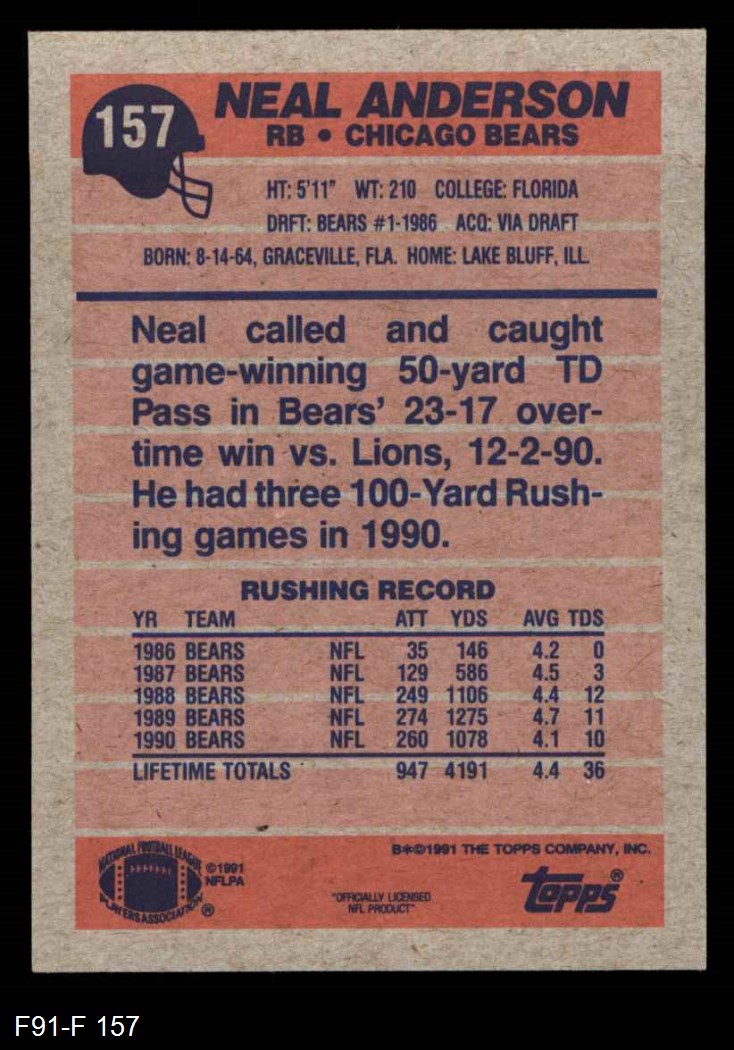 157
NEAL ANDERSON
RB • CHICAGO BEARS
HT: 5'11" WT: 210 COLLEGE: FLORIDA
DRFT: BEARS #1-1986 ACQ: VIA DRAFT
BORN: 8-14-64, GRACEVILLE, FLA. HOME: LAKE BLUFF, ILL.
Neal called and caught
game-winning 50-yard TD
Pass in Bears' 23-17 over-
time win vs. Lions, 12-2-90.
He had three 100-Yard Rush-
ing games in 1990.
RUSHING RECORD
YR TEAM ATT YDS AVG TDS
1986 BEARS NFL 35 146 4.2 0
1987 BEARS NFL 129 586 4.5 3
1988 BEARS NFL 249 1106 4.4 12
1989 BEARS NFL 274 1275 4.7 11
1990 BEARS NFL 260 1078 4.1 10
LIFETIME TOTALS 947 4191 4.4 36
B*©1991 THE TOPPS COMPANY, INC.
NATIONAL FOOTBALL LEAGUE
PLAYERS ASSOCIATION ®
©1991
NFLPA
"OFFICIALLY LICENSED
NFL PRODUCT"
topps®
F91-F 157